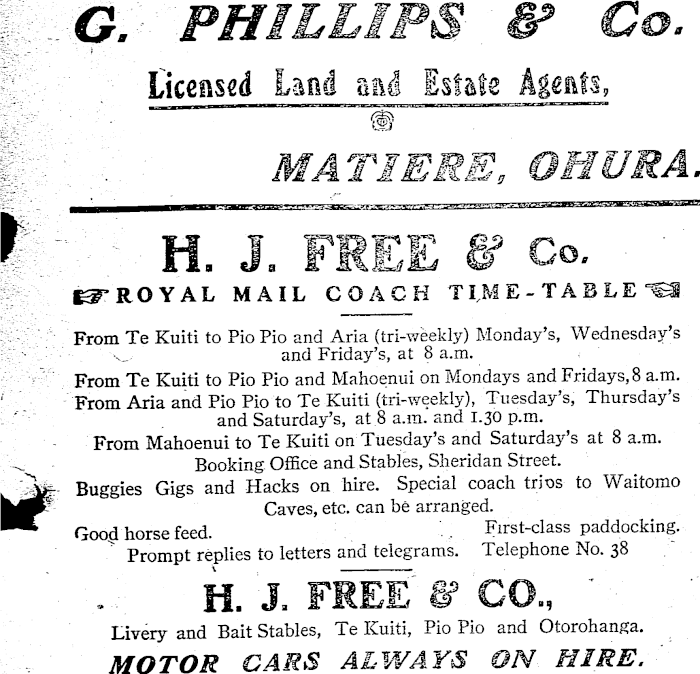 G. PHILLIPS & Co.
Licensed Land and Estate Agents,
MATIERE, OHURA.
H. J. FREE & Co.
ROYAL MAIL COACH TIME-TABLE
From Te Kuiti to Pio Pio and Aria (tri-weekly) Monday's, Wednesday's
and Friday's, at 8 a.m.
From Te Kuiti to Pio Pio and Mahoenui on Mondays and Fridays, 8 a.m.
From Aria and Pio Pio to Te Kuiti (tri-weekly), Tuesday's, Thursday's
and Saturday's, at 8 a.m. and 1.30 p.m.
From Mahoenui to Te Kuiti on Tuesday's and Saturday's at 8 a.m.
Booking Office and Stables, Sheridan Street.
Buggies Gigs and Hacks on hire. Special coach trips to Waitomo
Caves, etc. can be arranged.
Good horse feed. First-class paddocking.
Prompt replies to letters and telegrams. Telephone No. 38
H. J. FREE & CO.,
Livery and Bait Stables, Te Kuiti, Pio Pio and Otorohanga.
MOTOR CARS ALWAYS ON HIRE.